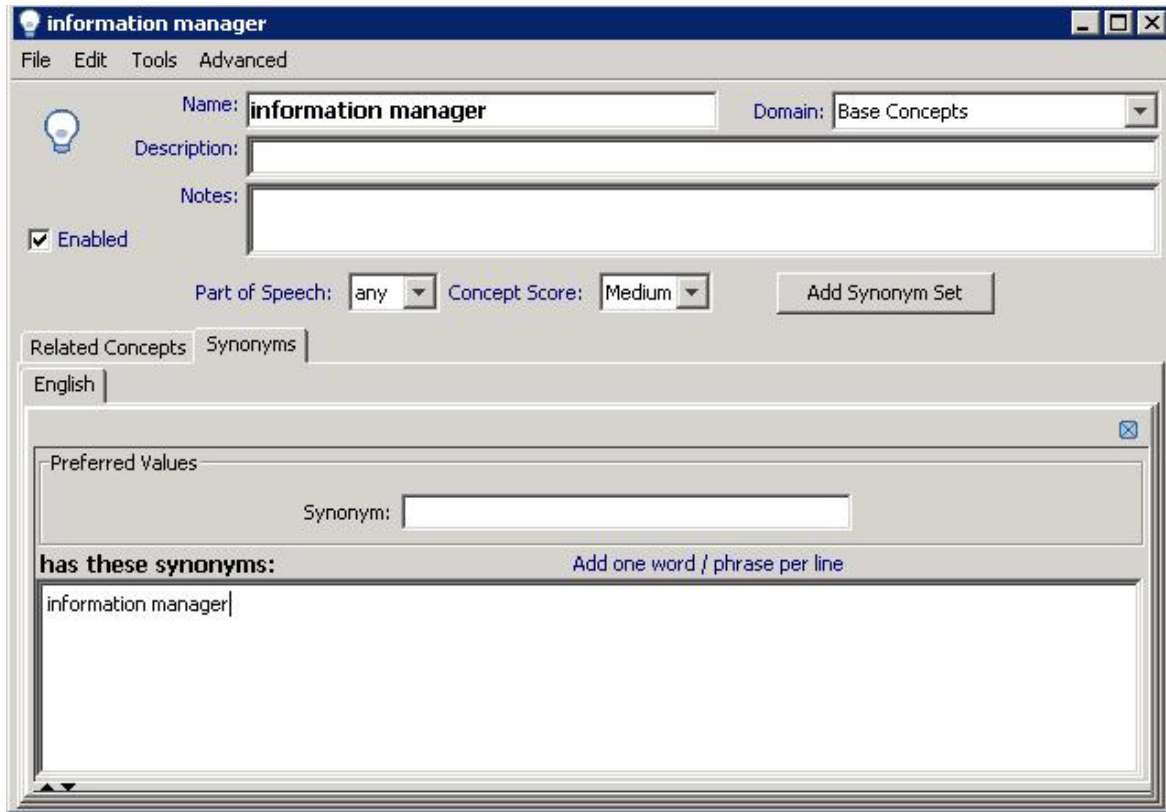 information manager
File Edit Tools Advanced
Name: information manager Domain: Base Concepts
Description:
Notes:
Enabled
Part of Speech: any Concept Score: Medium Add Synonym Set
Related Concepts Synonyms
English
Preferred Values
Synonym:
has these synonyms: Add one word / phrase per line
information manager